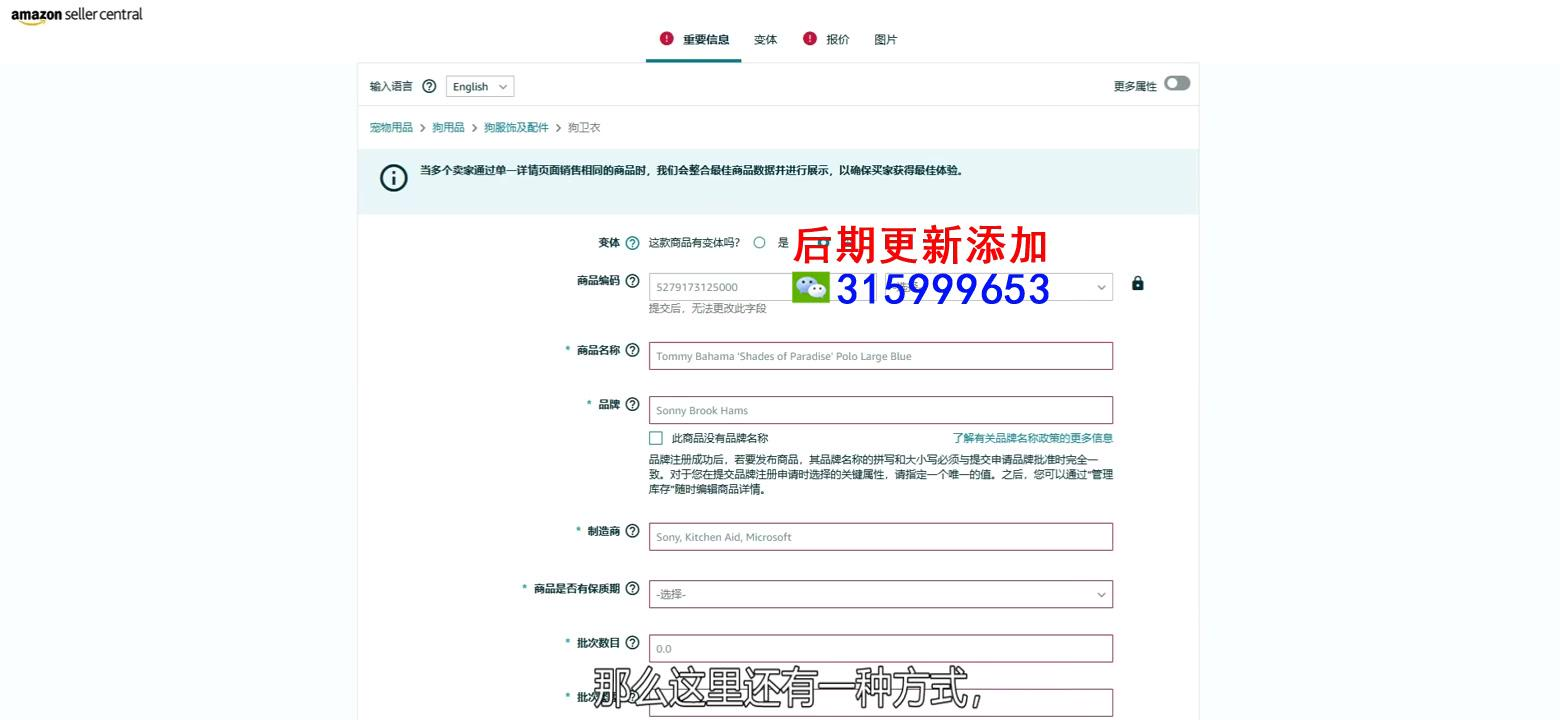 amazon seller central
重要信息 变体 报价 图片
输入语言 English 更多属性
宠物用品 > 狗用品 > 狗服饰及配件 > 狗卫衣
当多个卖家通过单一详情页面销售相同的商品时，我们会整合最佳商品数据并进行展示，以确保买家获得最佳体验。
变体 这款商品有变体吗? 是
后期更新添加
商品编码 5279173125000
315999653
提交后，无法更改此字段
* 商品名称 Tommy Bahama 'Shades of Paradise' Polo Large Blue
* 品牌 Sonny Brook Hams
此商品没有品牌名称 了解有关品牌名称政策的更多信息
品牌注册成功后，若要发布商品，其品牌名称的拼写和大小写必须与提交申请品牌批准时完全一
致。对于您在提交品牌注册申请时选择的关键属性，请指定一个唯一的值。之后，您可以通过"管理
库存"随时编辑商品详情。
* 制造商 Sony, Kitchen Aid, Microsoft
* 商品是否有保质期 -选择-
* 批次数目 0.0
那么这里还有一种方式，
* 批次